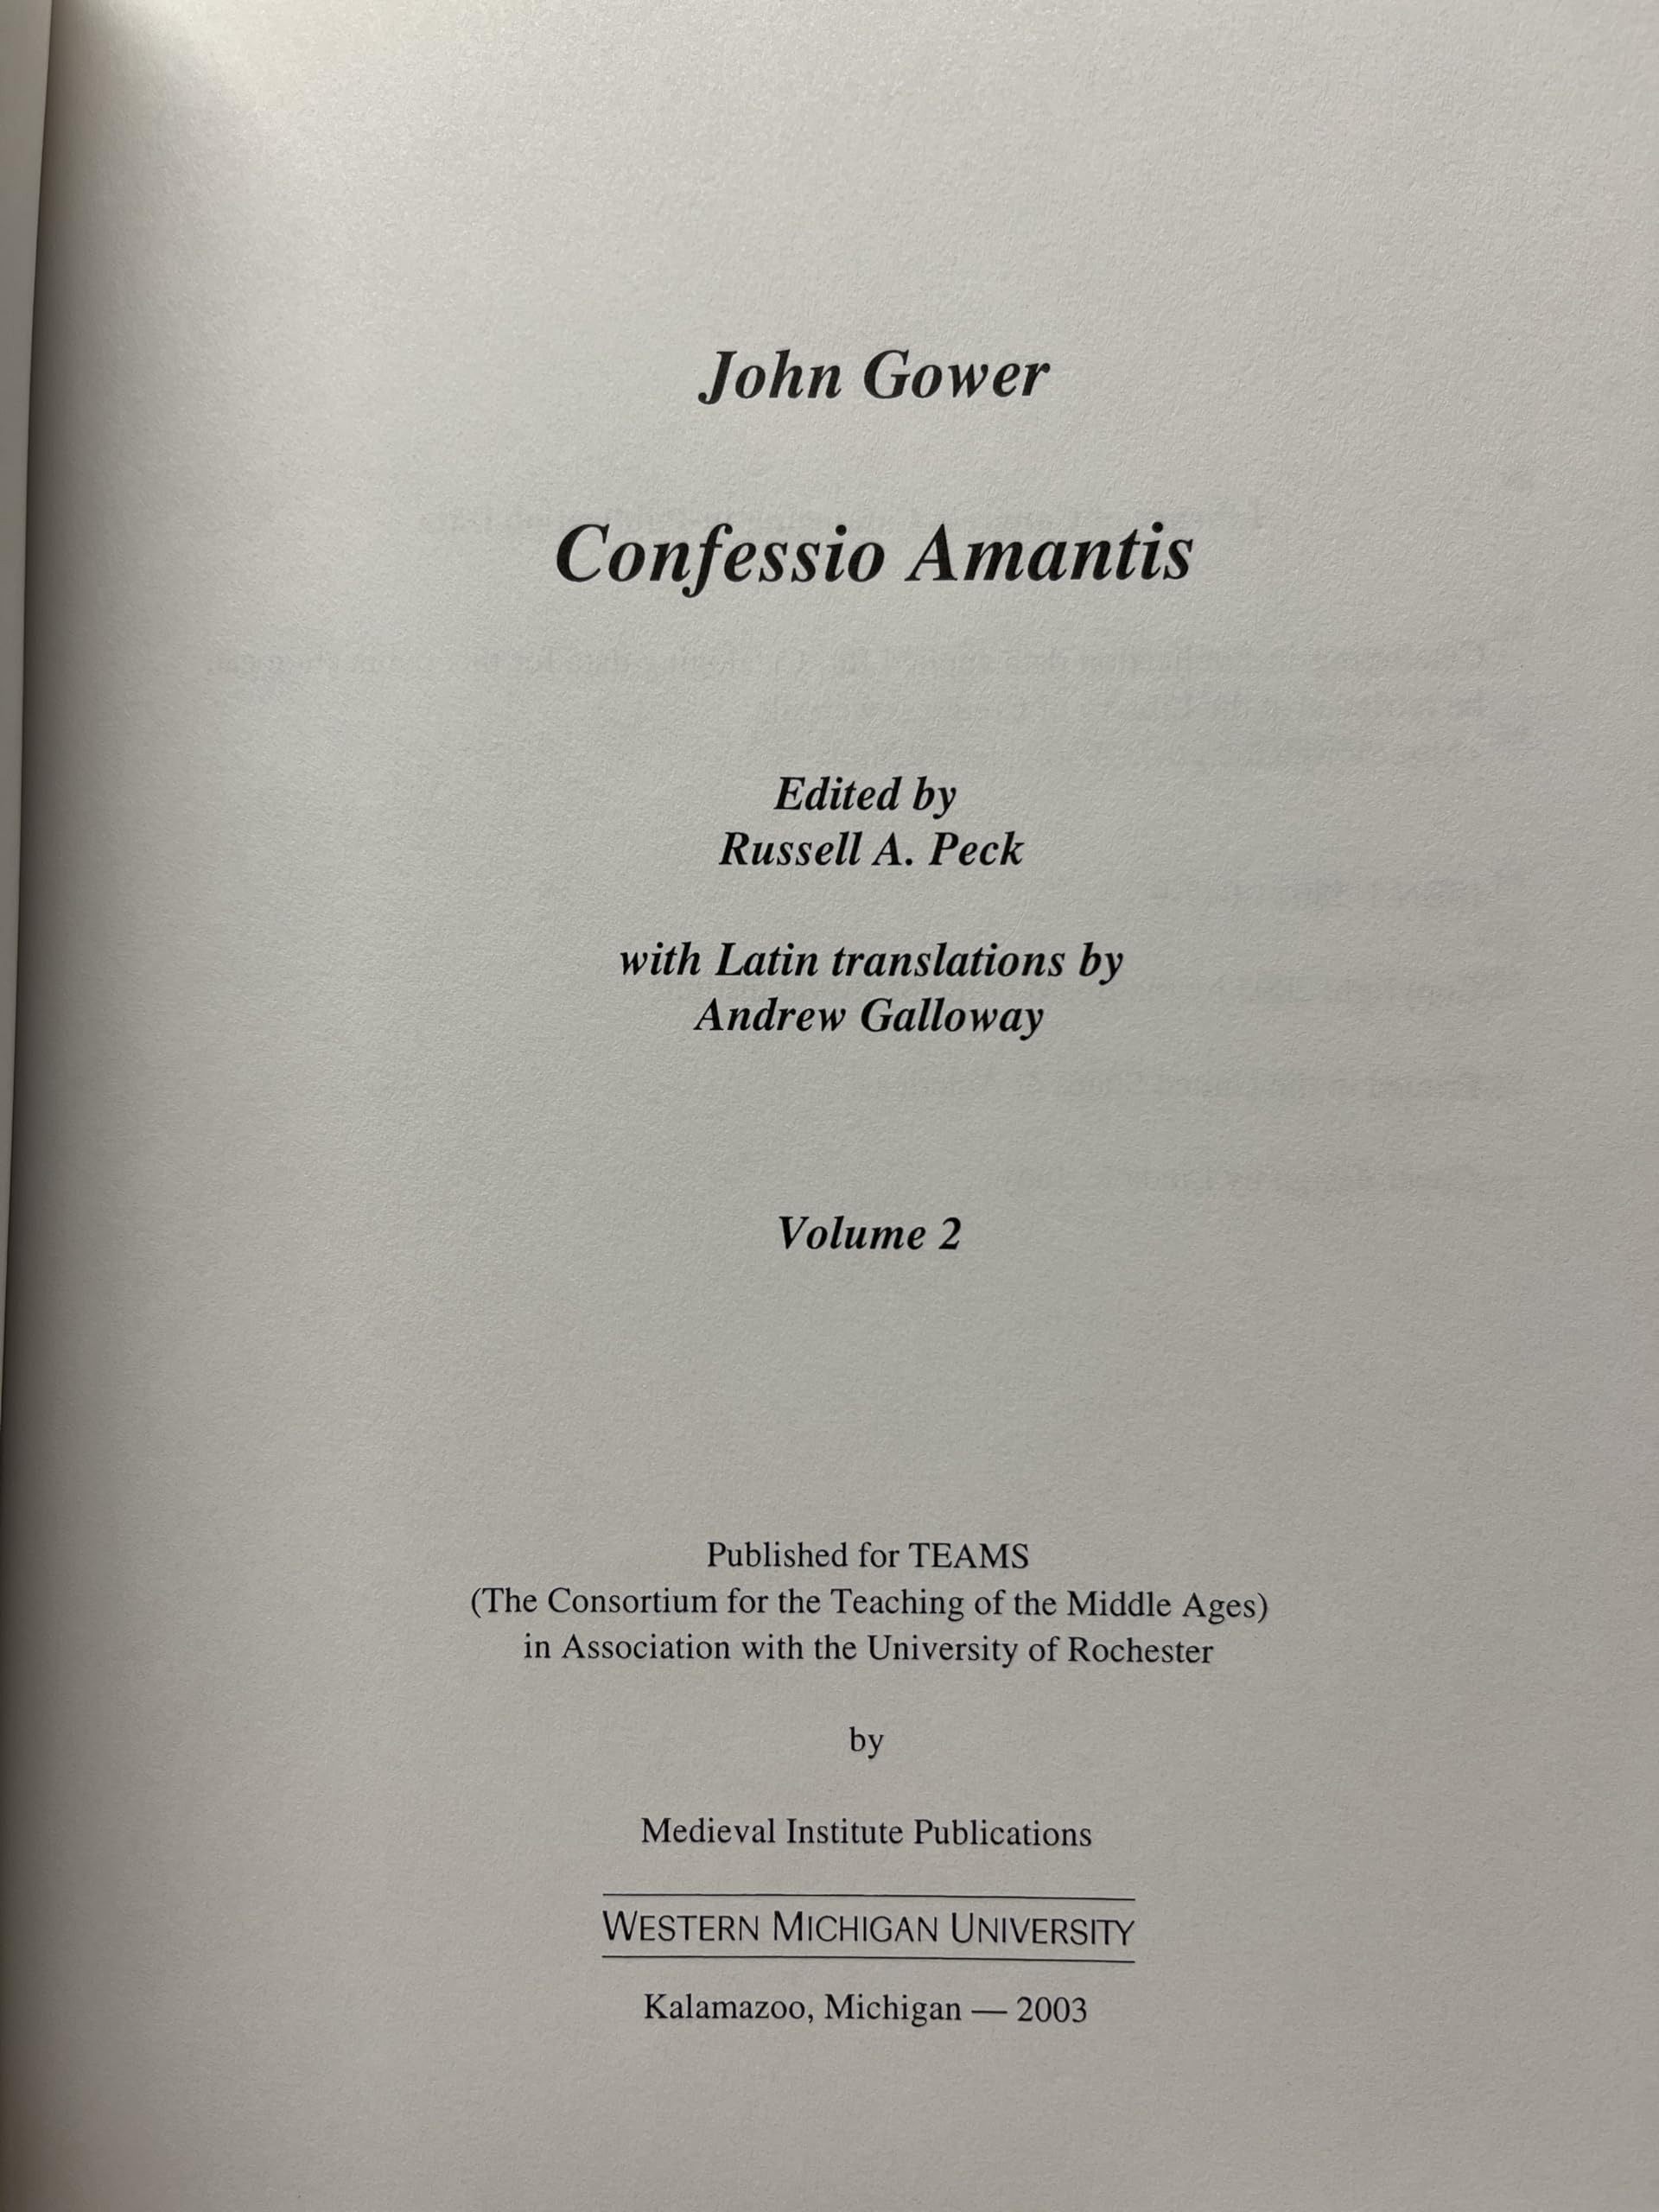 John Gower
Confessio Amantis
Edited by
Russell A. Peck
with Latin translations by
Andrew Galloway
Volume 2
Published for TEAMS
(The Consortium for the Teaching of the Middle Ages)
in Association with the University of Rochester
by
Medieval Institute Publications
WESTERN MICHIGAN UNIVERSITY
Kalamazoo, Michigan — 2003